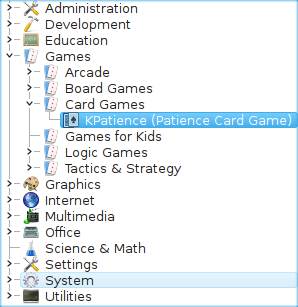 Administration
Development
Education
Games
Arcade
Board Games
Card Games
KPatience (Patience Card Game)
Games for Kids
Logic Games
Tactics & Strategy
Graphics
Internet
Multimedia
Office
Science & Math
Settings
System
Utilities